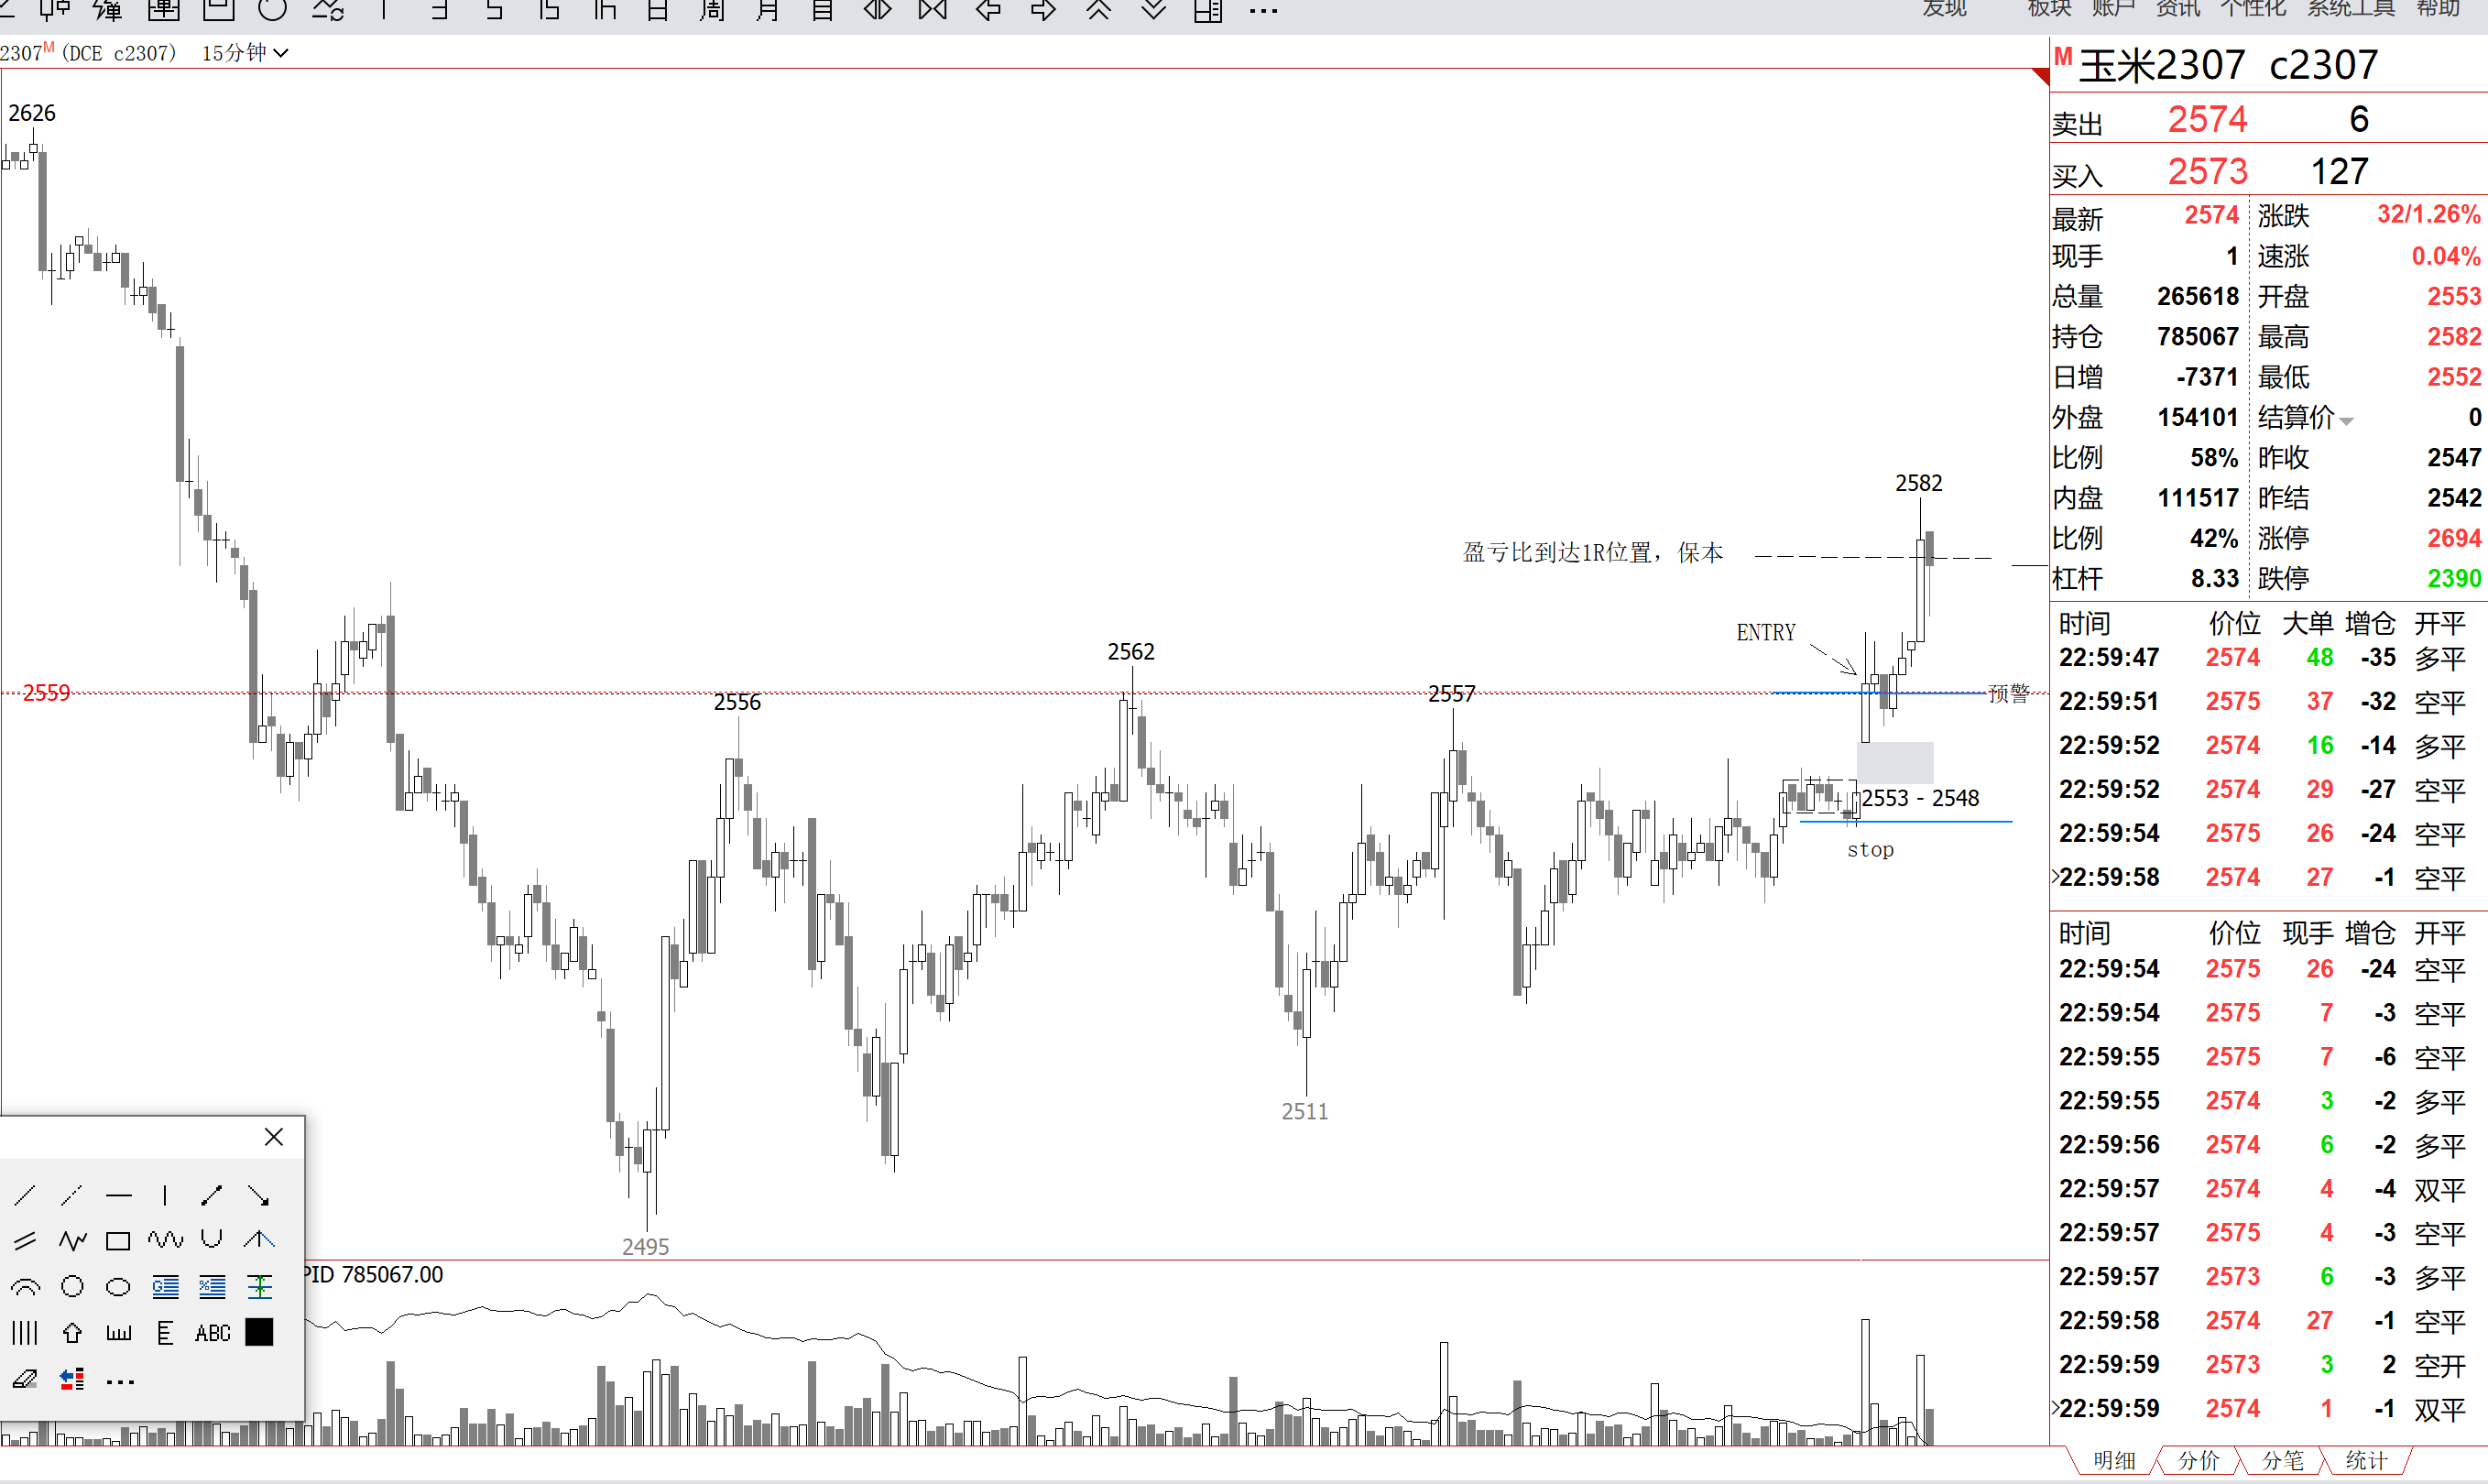 弹
周
月
发现 板块 账户 资讯 个性化 系统工具 帮助
2307M (DCE c2307) 15分钟
M 玉米2307 c2307
卖出 2574 6
买入 2573 127
最新 2574 涨跌 32/1.26%
现手 1 速涨 0.04%
总量 265618 开盘 2553
持仓 785067 最高 2582
日增 -7371 最低 2552
外盘 154101 结算价 0
比例 58% 昨收 2547
内盘 111517 昨结 2542
比例 42% 涨停 2694
杠杆 8.33 跌停 2390
时间 价位 大单 增仓 开平
22:59:47 2574 48 -35 多平
22:59:51 2575 37 -32 空平
22:59:52 2574 16 -14 多平
22:59:52 2574 29 -27 空平
22:59:54 2575 26 -24 空平
22:59:58 2574 27 -1 空平
时间 价位 现手 增仓 开平
22:59:54 2575 26 -24 空平
22:59:54 2575 7 -3 空平
22:59:55 2575 7 -6 空平
22:59:55 2574 3 -2 多平
22:59:56 2574 6 -2 多平
22:59:57 2574 4 -4 双平
22:59:57 2575 4 -3 空平
22:59:57 2573 6 -3 多平
22:59:58 2574 27 -1 空平
22:59:59 2573 3 2 空开
22:59:59 2574 1 -1 双平
明细 分价 分笔 统计
2626
2582
盈亏比到达1R位置，保本
ENTRY
2562
2559
2556
2557
预警
2553 - 2548
stop
2511
2495
PID 785067.00
ABC